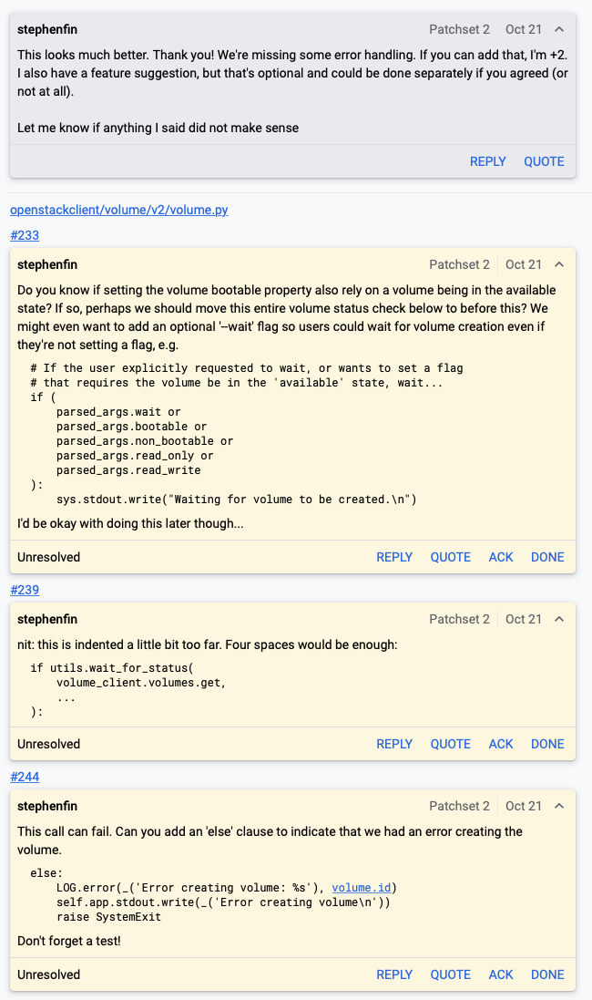 stephenfin Patchset 2 Oct 21
This looks much better. Thank you! We're missing some error handling. If you can add that, I'm +2.
I also have a feature suggestion, but that's optional and could be done separately if you agreed (or
not at all).
Let me know if anything I said did not make sense
REPLY QUOTE
openstackclient/volume/v2/volume.py
#233
stephenfin Patchset 2 Oct 21
Do you know if setting the volume bootable property also rely on a volume being in the available
state? If so, perhaps we should move this entire volume status check below to before this? We
might even want to add an optional '--wait' flag so users could wait for volume creation even if
they're not setting a flag, e.g.
# If the user explicitly requested to wait, or wants to set a flag
# that requires the volume be in the 'available' state, wait...
if (
    parsed_args.wait or
    parsed_args.bootable or
    parsed_args.non_bootable or
    parsed_args.read_only or
    parsed_args.read_write
):
    sys.stdout.write("Waiting for volume to be created.\n")
I'd be okay with doing this later though...
Unresolved REPLY QUOTE ACK DONE
#239
stephenfin Patchset 2 Oct 21
nit: this is indented a little bit too far. Four spaces would be enough:
if utils.wait_for_status(
    volume_client.volumes.get,
    ...
):
Unresolved REPLY QUOTE ACK DONE
#244
stephenfin Patchset 2 Oct 21
This call can fail. Can you add an 'else' clause to indicate that we had an error creating the
volume.
else:
    LOG.error(_('Error creating volume: %s'), volume.id)
    self.app.stdout.write(_('Error creating volume\n'))
    raise SystemExit
Don't forget a test!
Unresolved REPLY QUOTE ACK DONE